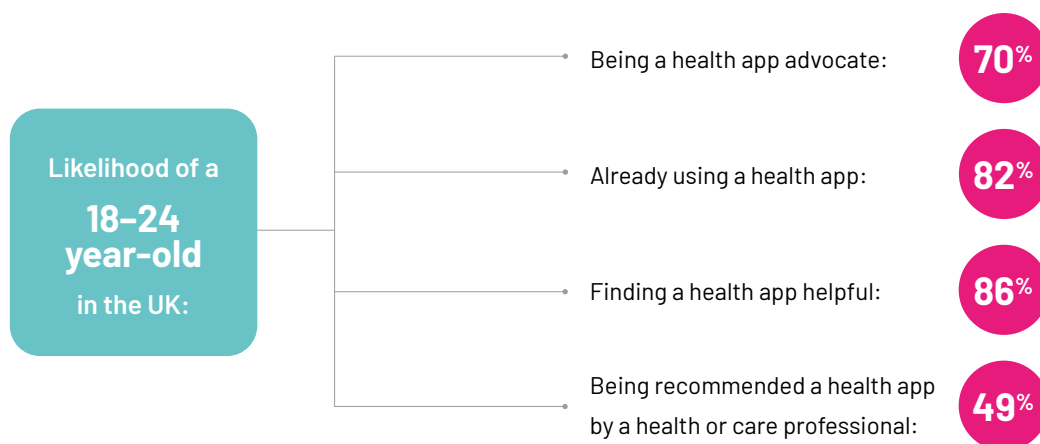 Likelihood of a
18–24
year-old
in the UK:
Being a health app advocate:
70%
Already using a health app:
82%
Finding a health app helpful:
86%
Being recommended a health app
by a health or care professional:
49%